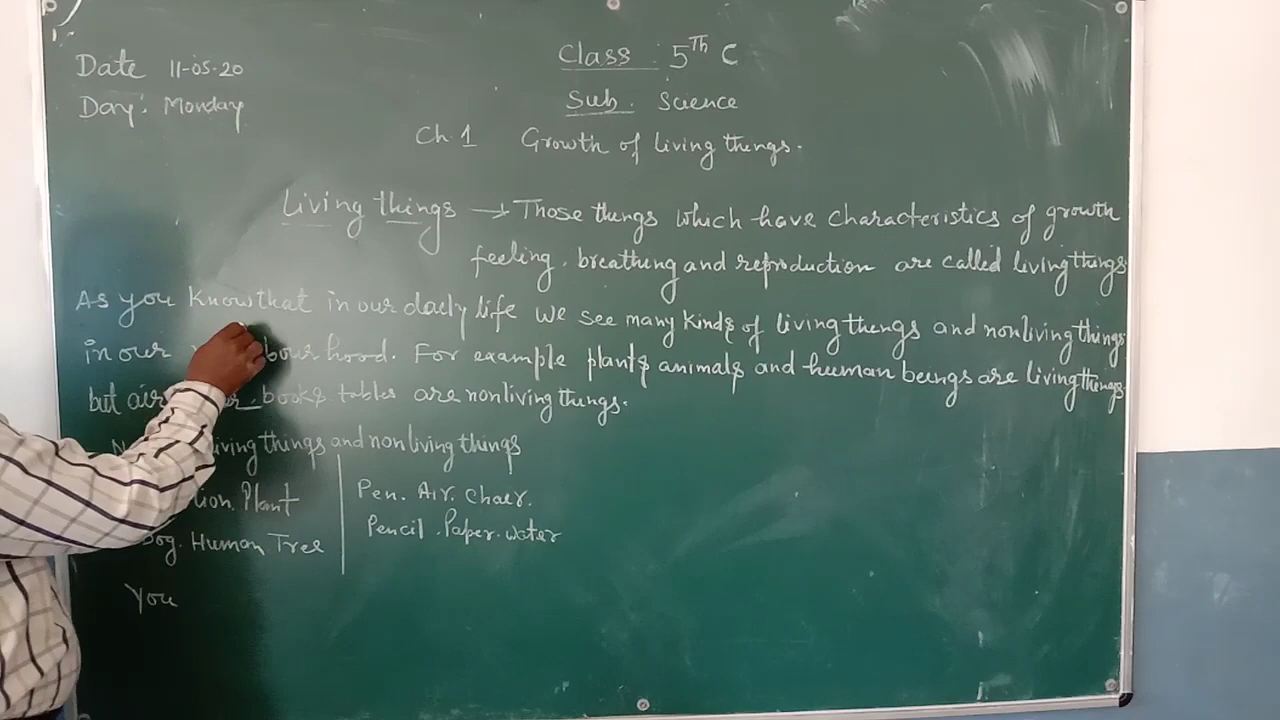 Class : 5Th C
Date 11-05-20
Sub. Science
Day: Monday
Ch.1 Growth of living things.
Living things → Those things which have characteristics of growth
feeling, breathing and reproduction are called living things
As you know that in our daily life we see many kinds of living things and nonliving things
in our bour hood. For example plants animals and human beings are living things
but air books tables are nonliving things.
living things and nonliving things
Plant Pen. Air. Chair.
Dog. Human Tree Pencil. Paper. water
You